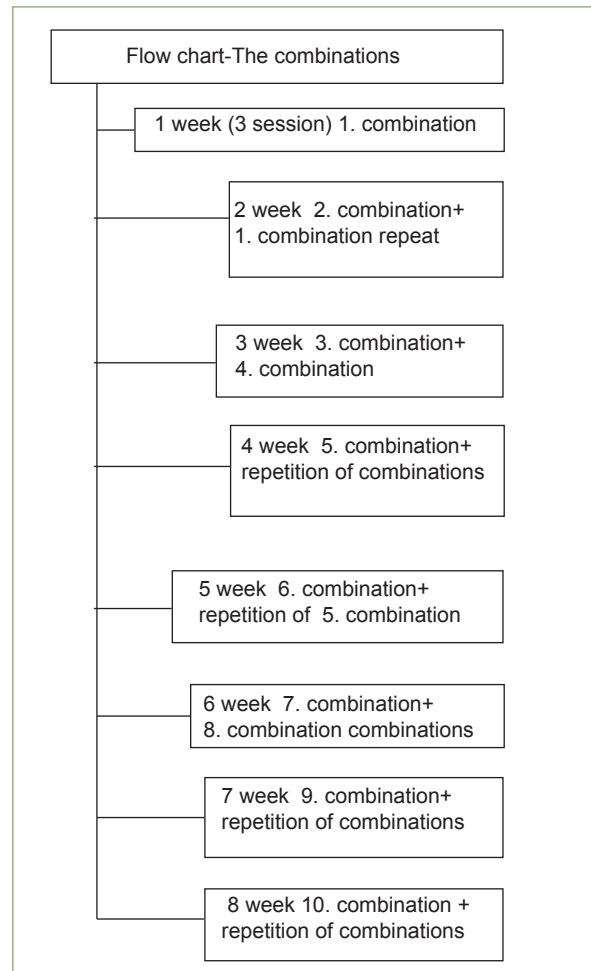 Flow chart-The combinations
1 week (3 session) 1. combination
2 week 2. combination+
1. combination repeat
3 week 3. combination+
4. combination
4 week 5. combination+
repetition of combinations
5 week 6. combination+
repetition of 5. combination
6 week 7. combination+
8. combination combinations
7 week 9. combination+
repetition of combinations
8 week 10. combination +
repetition of combinations